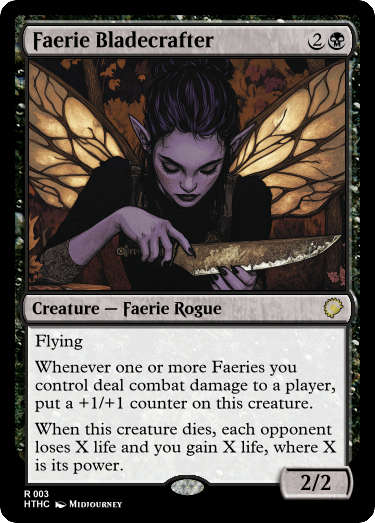 Faerie Bladecrafter 2
Creature — Faerie Rogue
Flying
Whenever one or more Faeries you
control deal combat damage to a player,
put a +1/+1 counter on this creature.
When this creature dies, each opponent
loses X life and you gain X life, where X
is its power.
2/2
R 003
HTHC Midjourney